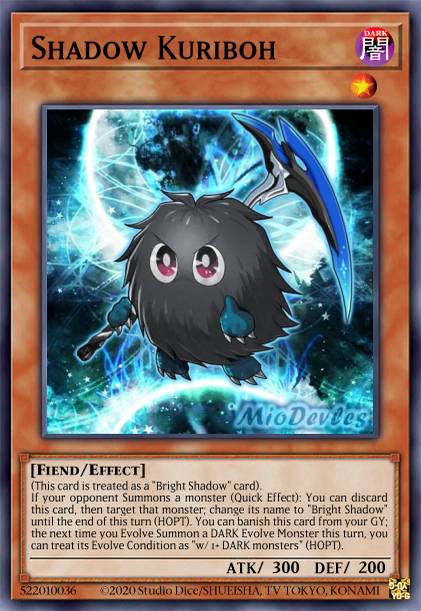 SHADOW KURIBOH
DARK
闇
MioDevles
[FIEND/EFFECT]
(This card is treated as a "Bright Shadow" card).
If your opponent Summons a monster (Quick Effect): You can discard
this card, then target that monster; change its name to "Bright Shadow"
until the end of this turn (HOPT). You can banish this card from your GY;
the next time you Evolve Summon a DARK Evolve Monster this turn, you
can treat its Evolve Condition as "w/ 1+ DARK monsters" (HOPT).
ATK/ 300 DEF/ 200
522010036 ©2020 Studio Dice/SHUEISHA, TV TOKYO, KONAMI